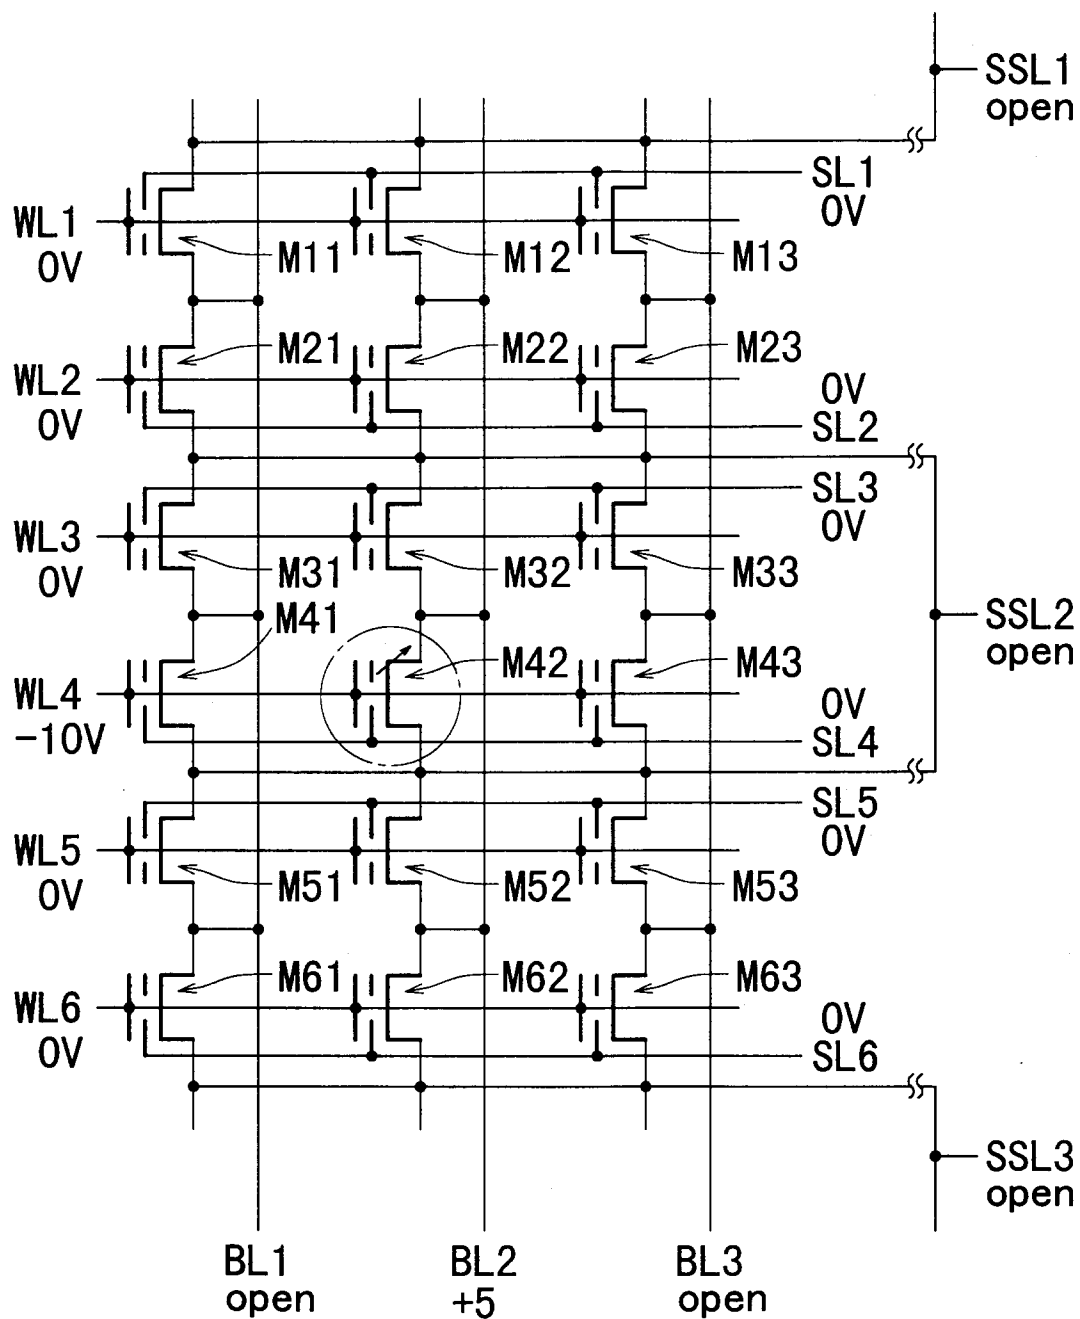 SSL1
open
SL1
0V
WL1
0V
M11
M12
M13
M21
M22
M23
WL2
0V
0V
SL2
SL3
0V
WL3
0V
M31
M32
M33
M41
SSL2
open
M42
M43
WL4
-10V
0V
SL4
SL5
0V
WL5
0V
M51
M52
M53
M61
M62
M63
WL6
0V
0V
SL6
SSL3
open
BL1
open
BL2
+5
BL3
open